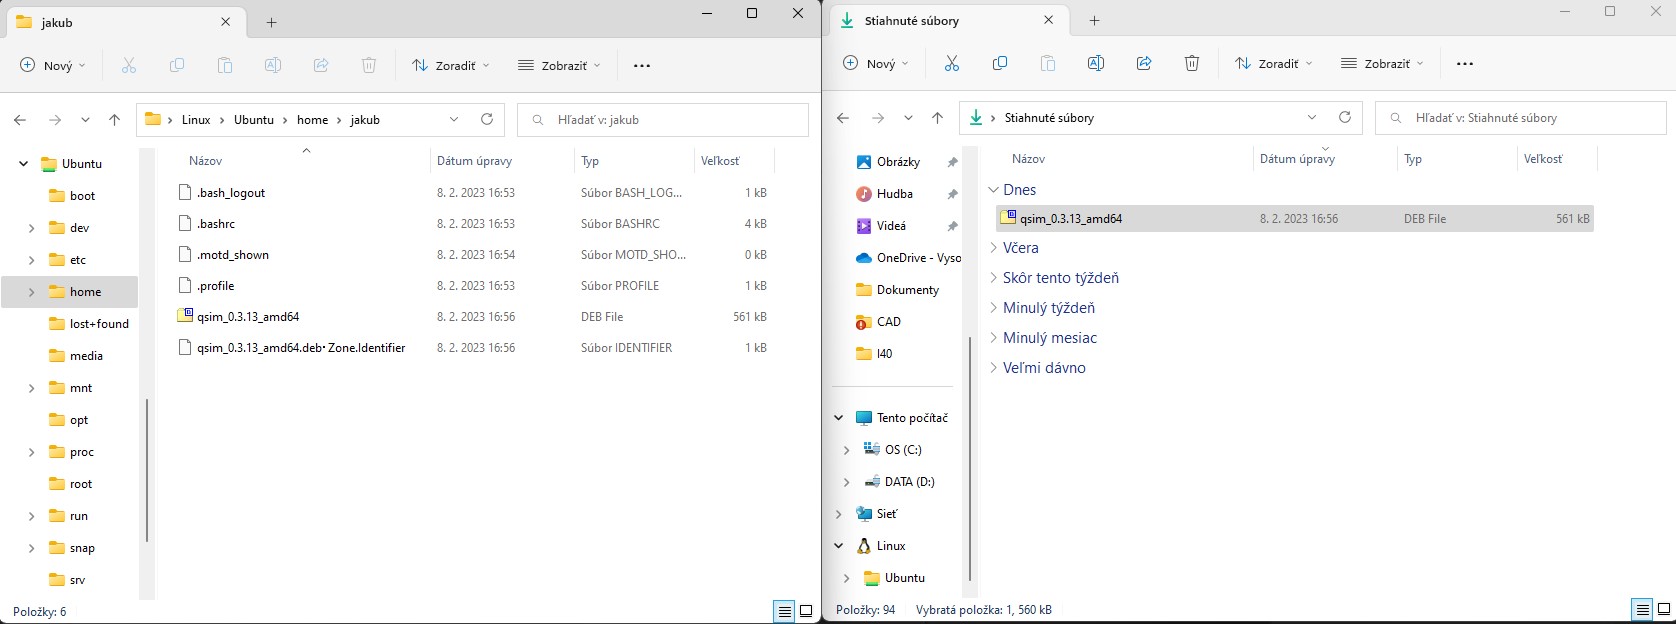 jakub
Nový
Zoradiť
Zobraziť
Linux > Ubuntu > home > jakub
Hľadať v: jakub
Ubuntu
boot
dev
etc
home
lost+found
media
mnt
opt
proc
root
run
snap
srv
Názov Dátum úpravy Typ Veľkosť
.bash_logout 8. 2. 2023 16:53 Súbor BASH_LOG... 1 kB
.bashrc 8. 2. 2023 16:53 Súbor BASHRC 4 kB
.motd_shown 8. 2. 2023 16:54 Súbor MOTD_SHO... 0 kB
.profile 8. 2. 2023 16:53 Súbor PROFILE 1 kB
qsim_0.3.13_amd64 8. 2. 2023 16:56 DEB File 561 kB
qsim_0.3.13_amd64.deb·Zone.Identifier 8. 2. 2023 16:56 Súbor IDENTIFIER 1 kB
Položky: 6
Stiahnuté súbory
Nový
Zoradiť
Zobraziť
Stiahnuté súbory
Hľadať v: Stiahnuté súbory
Obrázky
Hudba
Videá
OneDrive - Vyso
Dokumenty
CAD
I40
Tento počítač
OS (C:)
DATA (D:)
Sieť
Linux
Ubuntu
Názov Dátum úpravy Typ Veľkosť
Dnes
qsim_0.3.13_amd64 8. 2. 2023 16:56 DEB File 561 kB
Včera
Skôr tento týždeň
Minulý týždeň
Minulý mesiac
Veľmi dávno
Položky: 94 Vybratá položka: 1, 560 kB